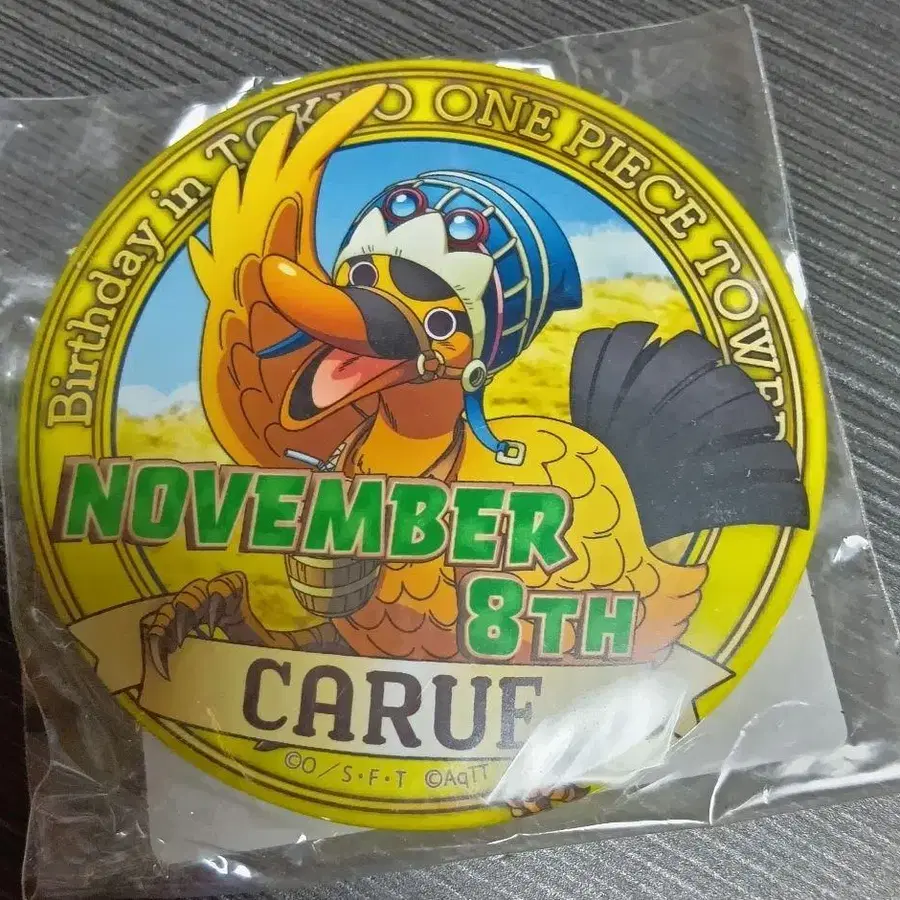 Birthday in TOKYO ONE PIECE TOWER
NOVEMBER
8TH
CARUE
©O/S・F・T ©AqTT